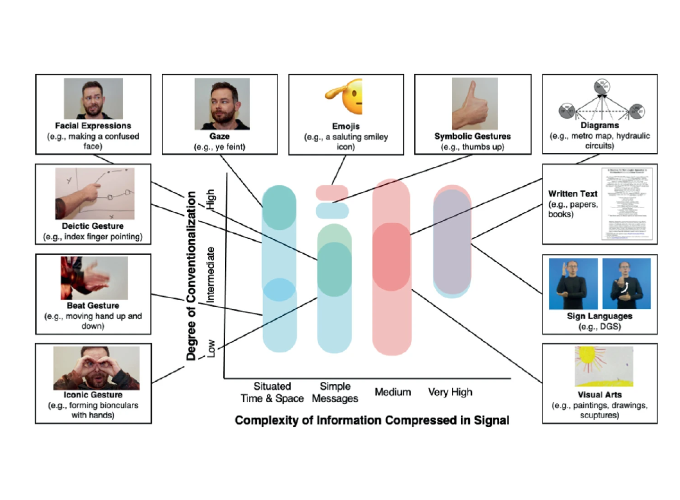 Facial Expressions
(e.g., making a confused
face)
Gaze
(e.g., ye feint)
Emojis
(e.g., a saluting smiley
icon)
Symbolic Gestures
(e.g., thumbs up)
Diagrams
(e.g., metro map, hydraulic
circuits)
Deictic Gesture
(e.g., index finger pointing)
Written Text
(e.g., papers,
books)
Beat Gesture
(e.g., moving hand up and
down)
Sign Languages
(e.g., DGS)
Iconic Gesture
(e.g., forming bionculars
with hands)
Visual Arts
(e.g., paintings, drawings,
scuptures)
Degree of Conventionalization
High
Intermediate
Low
Situated
Time & Space
Simple
Messages
Medium
Very High
Complexity of Information Compressed in Signal